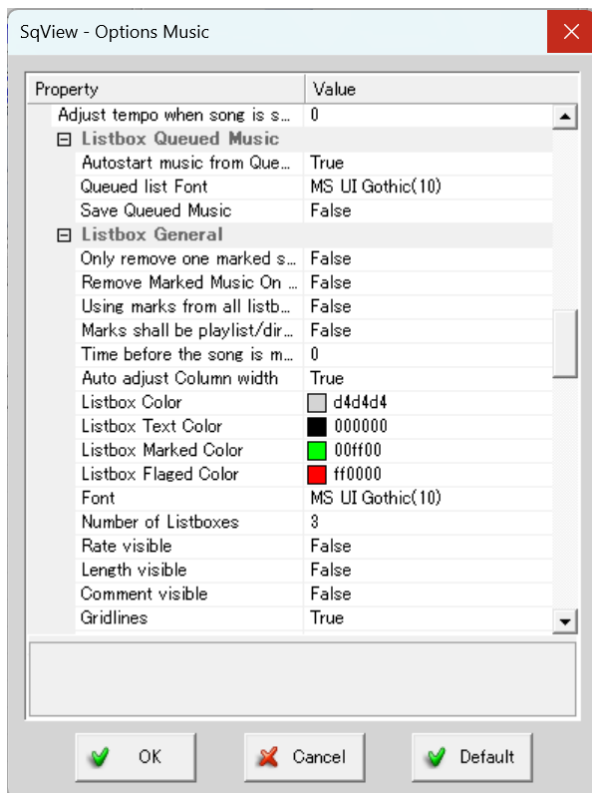 SqView - Options Music
Property Value
Adjust tempo when song is s... 0
Listbox Queued Music
Autostart music from Que... True
Queued list Font MS UI Gothic(10)
Save Queued Music False
Listbox General
Only remove one marked s... False
Remove Marked Music On ... False
Using marks from all listb... False
Marks shall be playlist/dir... False
Time before the song is m... 0
Auto adjust Column width True
Listbox Color d4d4d4
Listbox Text Color 000000
Listbox Marked Color 00ff00
Listbox Flaged Color ff0000
Font MS UI Gothic(10)
Number of Listboxes 3
Rate visible False
Length visible False
Comment visible False
Gridlines True
OK Cancel Default